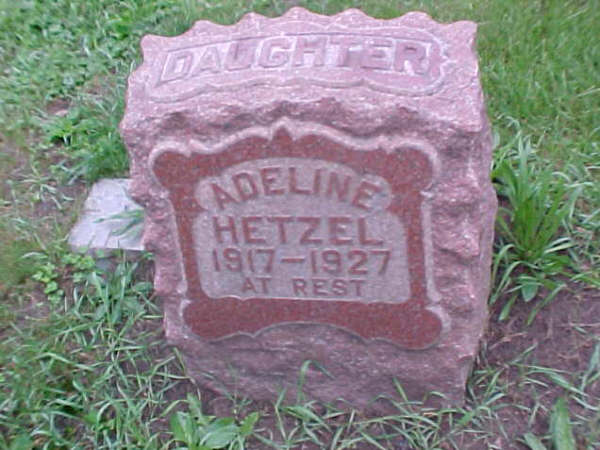 DAUGHTER
ADELINE
HETZEL
1917-1927
AT REST